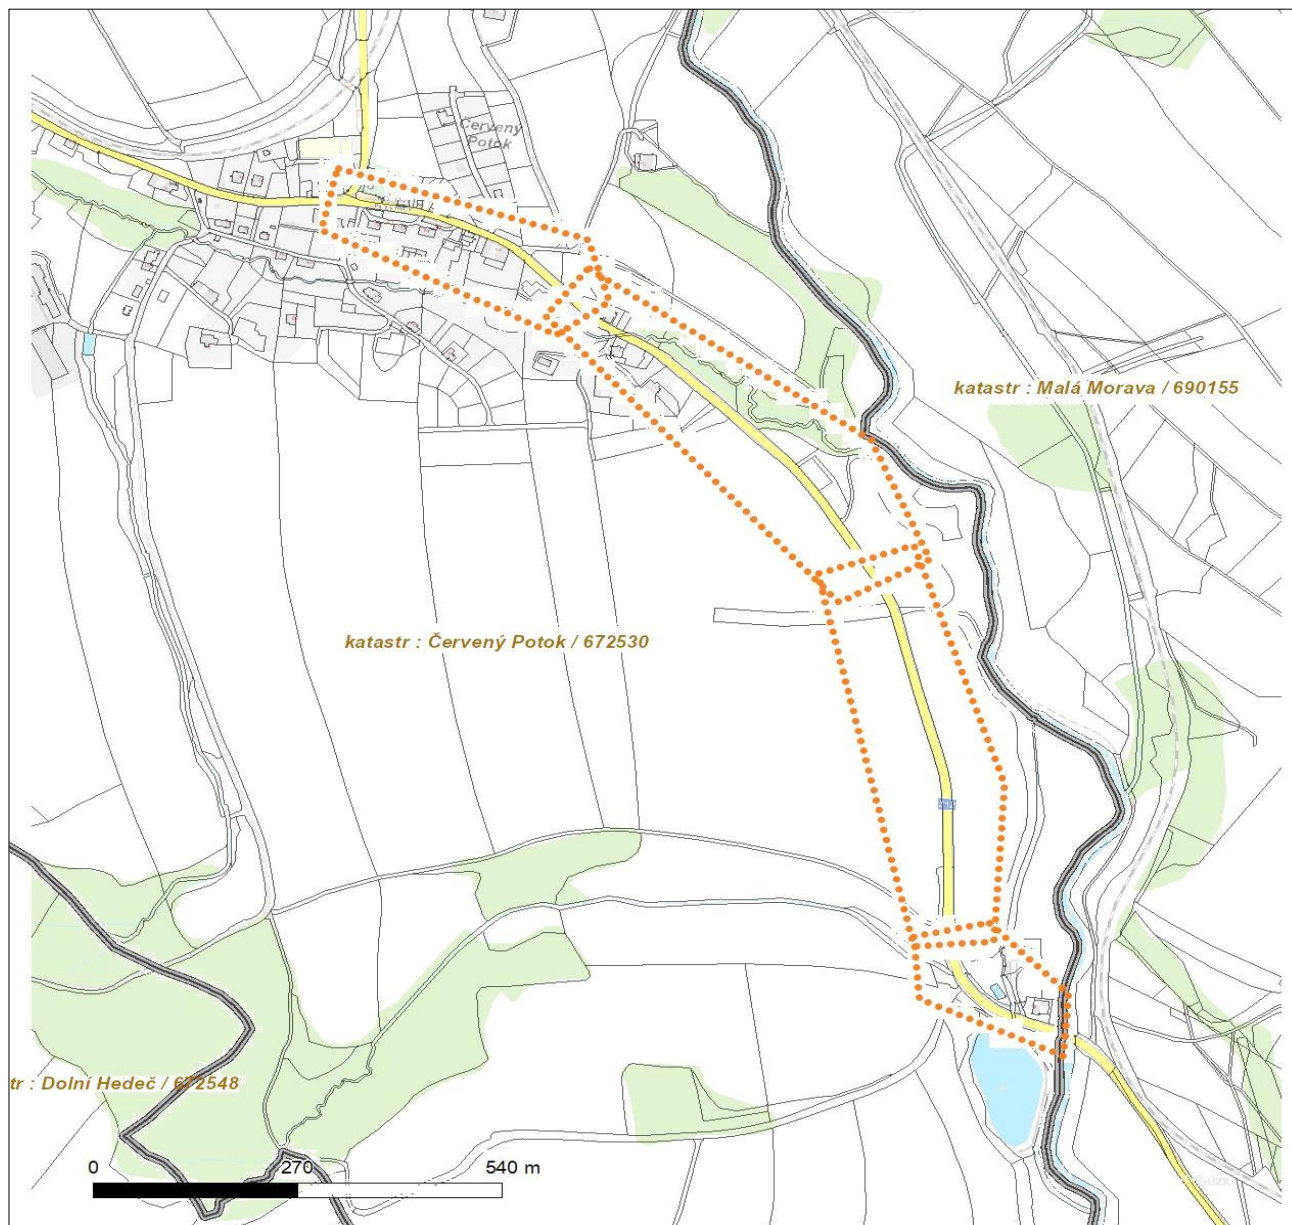 Červený
Potok
katastr : Malá Morava / 690155
katastr : Červený Potok / 672530
tr : Dolní Hedeč / 672548
0 270 540 m